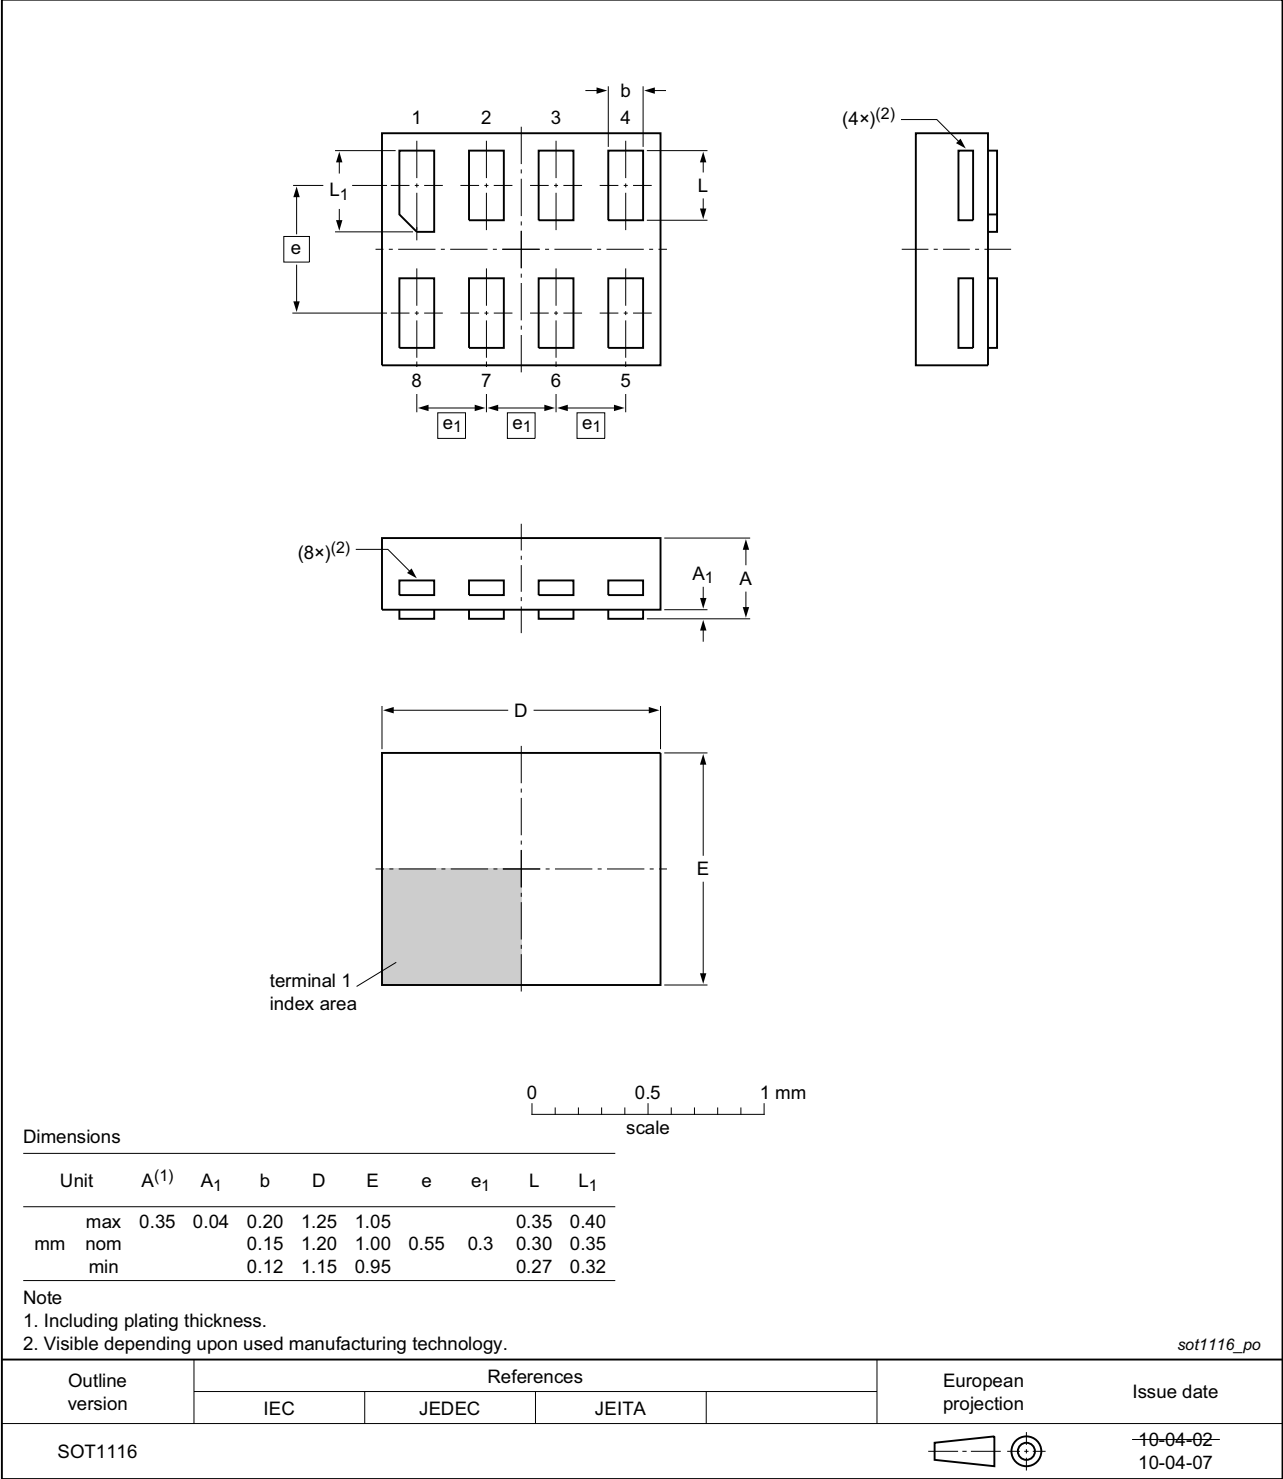 b
1 2 3 4
(4×)(2)
L1
L
e
8 7 6 5
e1 e1 e1
(8×)(2)
A1 A
D
E
terminal 1
index area
0 0.5 1 mm
scale
Dimensions
Unit A(1) A1 b D E e e1 L L1
max 0.35 0.04 0.20 1.25 1.05 0.35 0.40
mm nom 0.15 1.20 1.00 0.55 0.3 0.30 0.35
min 0.12 1.15 0.95 0.27 0.32
Note
1. Including plating thickness.
2. Visible depending upon used manufacturing technology.
sot1116_po
Outline
version
References
IEC JEDEC JEITA
European
projection
Issue date
SOT1116
10-04-02
10-04-07